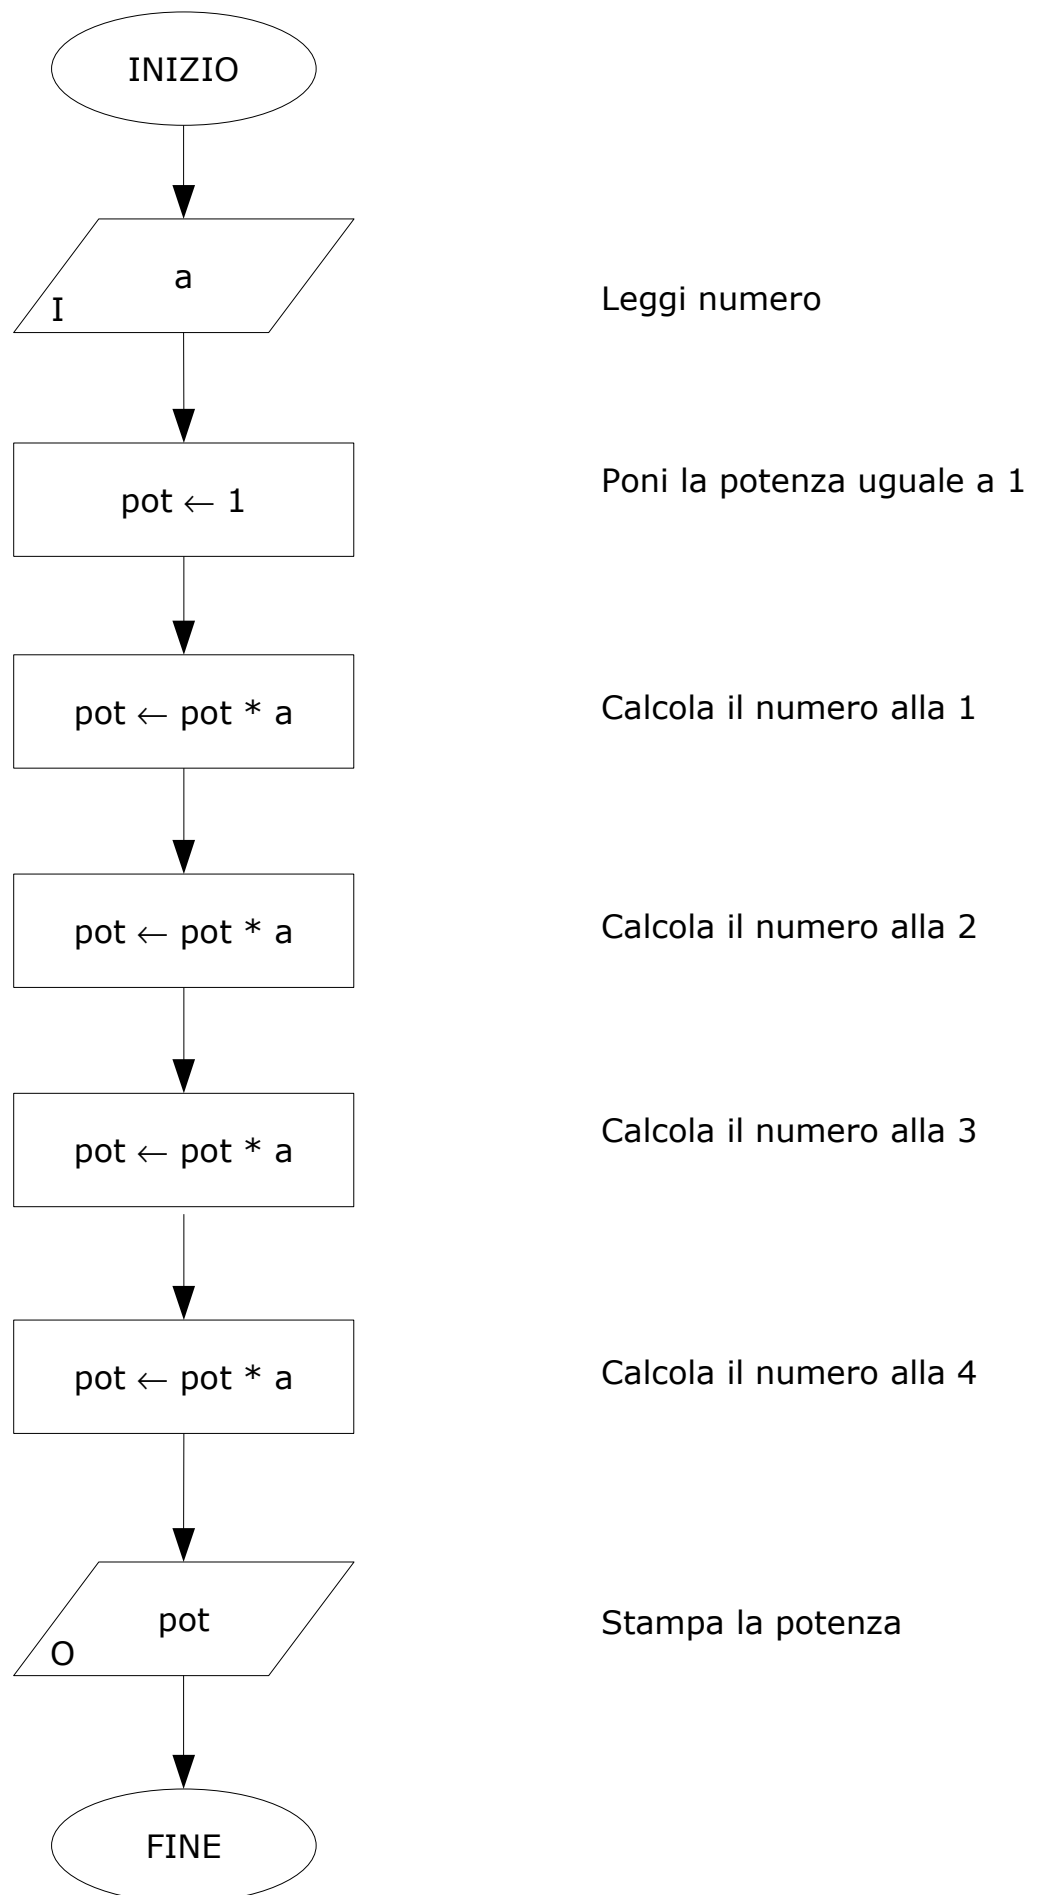 INIZIO
a
I
Leggi numero
pot ← 1
Poni la potenza uguale a 1
pot ← pot * a
Calcola il numero alla 1
pot ← pot * a
Calcola il numero alla 2
pot ← pot * a
Calcola il numero alla 3
pot ← pot * a
Calcola il numero alla 4
pot
O
Stampa la potenza
FINE